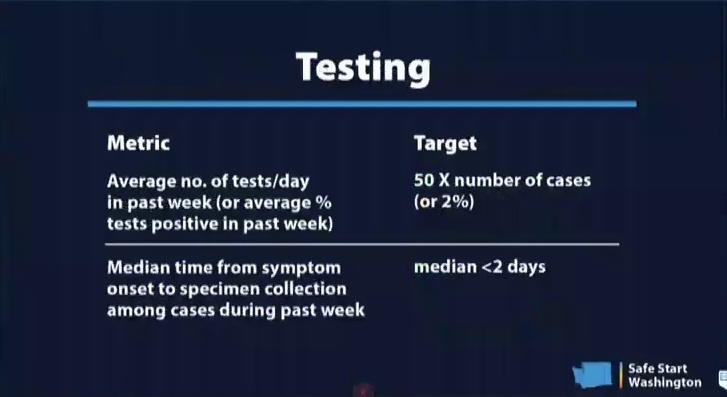 Testing
Metric
Target
Average no. of tests/day
in past week (or average %
tests positive in past week)
50 X number of cases
(or 2%)
Median time from symptom
onset to specimen collection
among cases during past week
median <2 days
Safe Start
Washington